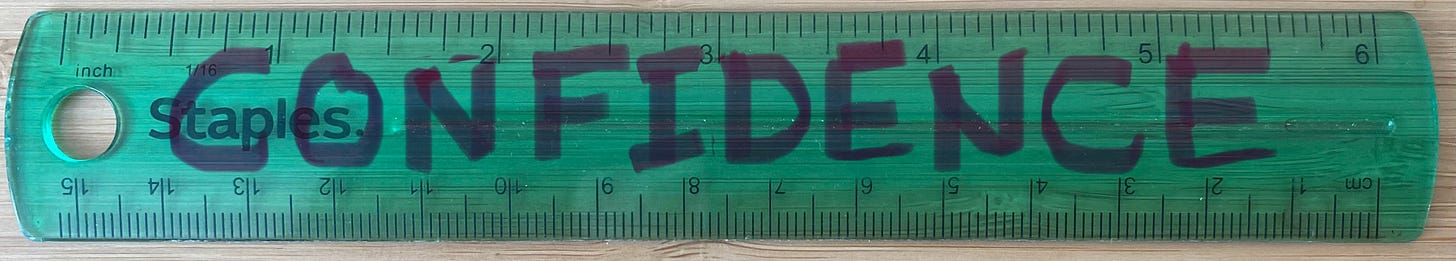 1 2 3 4 5 6
inch 1/16
CONFIDENCE
Staples.
15 14 13 12 11 10 9 8 7 6 5 4 3 2 1 cm